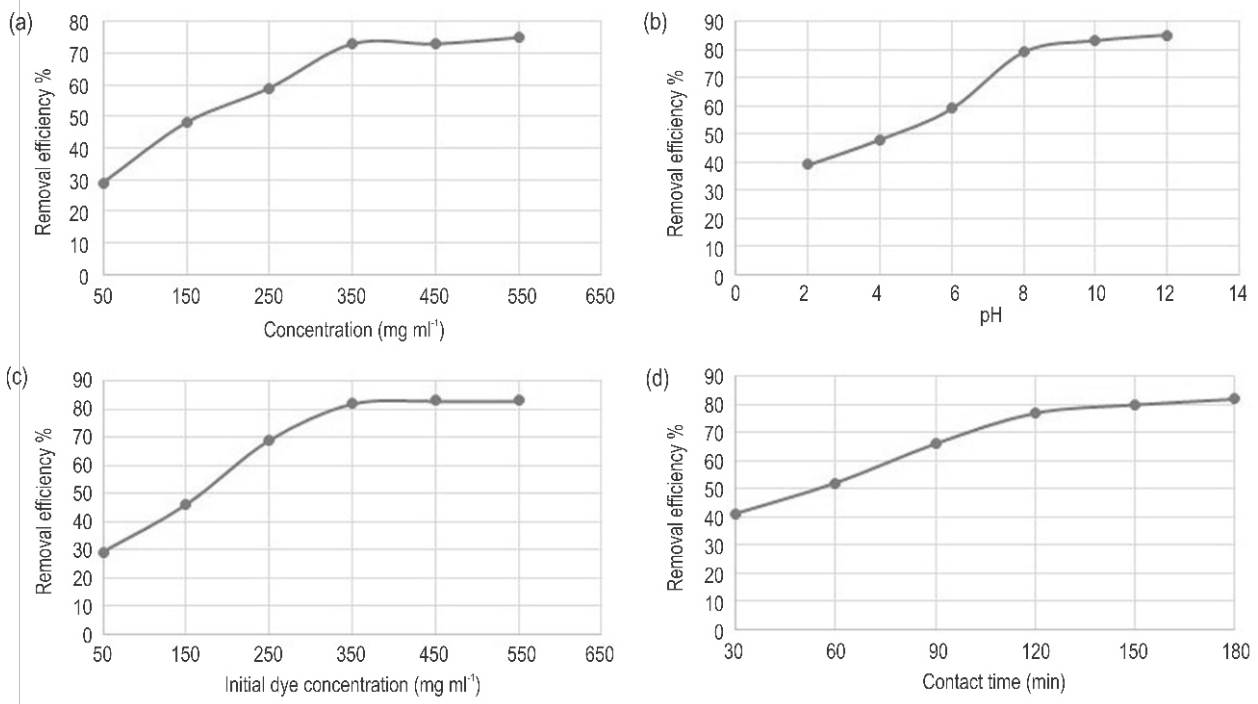 (a)
Removal efficiency %
80
70
60
50
40
30
20
10
0
50 150 250 350 450 550 650
Concentration (mg ml⁻¹)
(b)
Removal efficiency %
90
80
70
60
50
40
30
20
10
0
0 2 4 6 8 10 12 14
pH
(c)
Removal efficiency %
90
80
70
60
50
40
30
20
10
0
50 150 250 350 450 550 650
Initial dye concentration (mg ml⁻¹)
(d)
Removal efficiency %
90
80
70
60
50
40
30
20
10
0
30 60 90 120 150 180
Contact time (min)